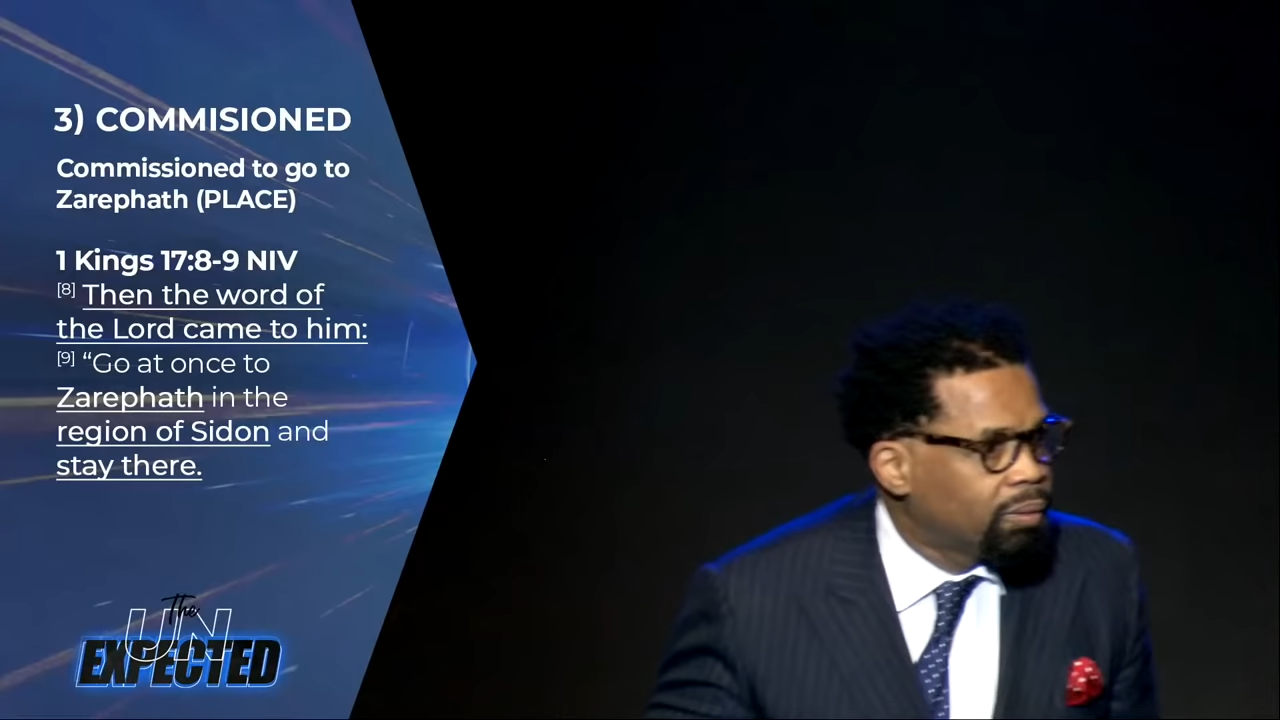 3) COMMISIONED
Commissioned to go to
Zarephath (PLACE)
1 Kings 17:8-9 NIV
[8] Then the word of
the Lord came to him:
[9] “Go at once to
Zarephath in the
region of Sidon and
stay there.
The
UN
EXPECTED